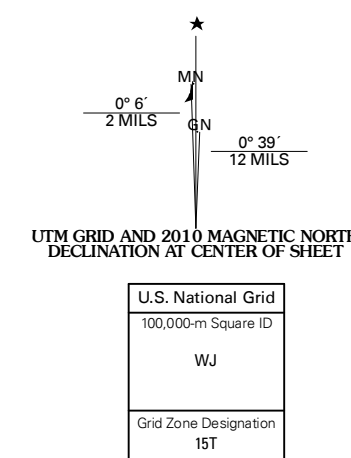 MN
0° 6´
2 MILS
GN
0° 39´
12 MILS
UTM GRID AND 2010 MAGNETIC NORTH
DECLINATION AT CENTER OF SHEET
U.S. National Grid
100,000-m Square ID
WJ
Grid Zone Designation
15T